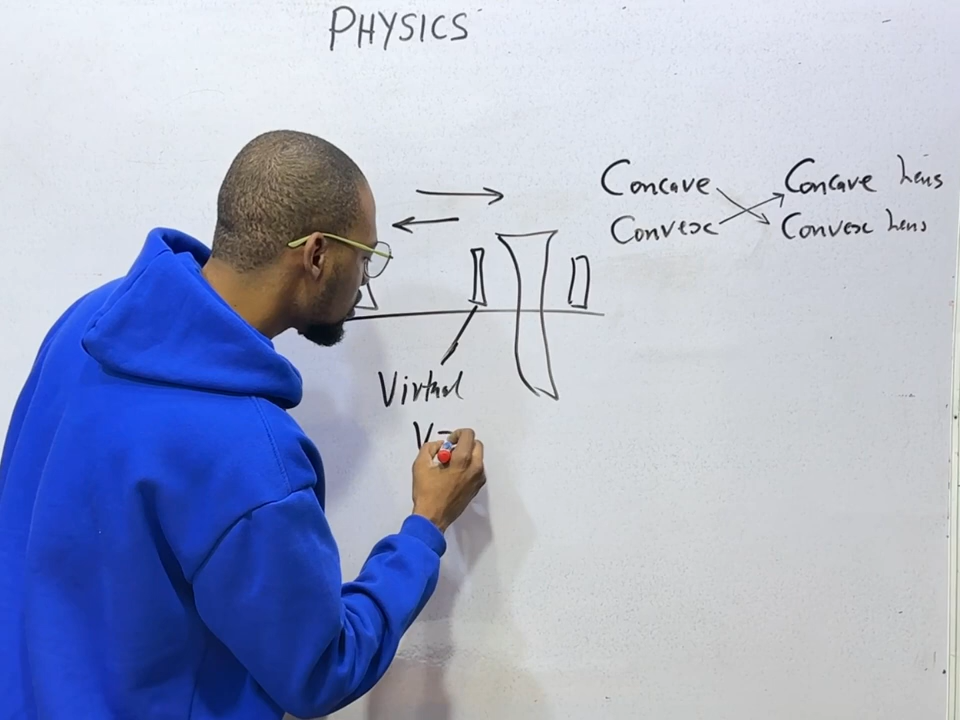 PHYSICS
Concave Concave Lens
Convex Convex Lens
Virtual
V=